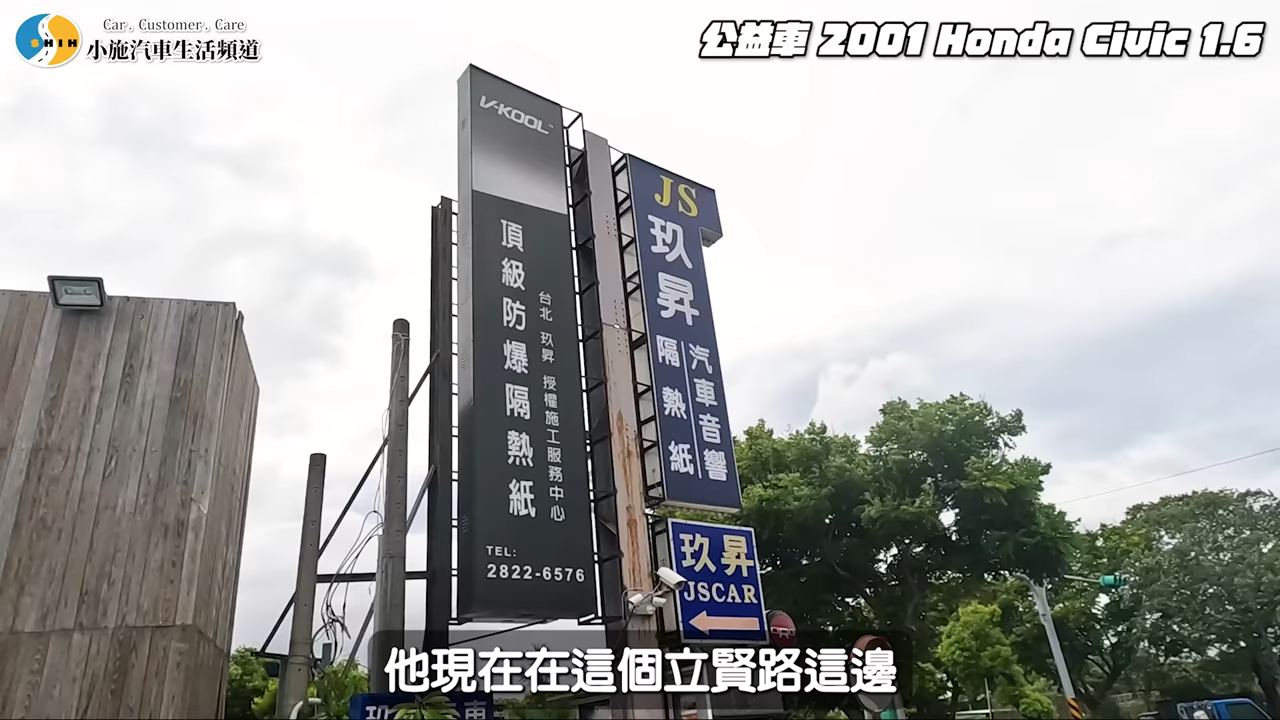 Car. Customer. Care
SHIH
小施汽車生活頻道
公益車 2001 Honda Civic 1.6
V-KOOL
頂級防爆隔熱紙
台北 玖昇 授權施工服務中心
TEL:
2822-6576
JS
玖昇
汽車音響
隔熱紙
玖昇
JSCAR
他現在在這個立賢路這邊